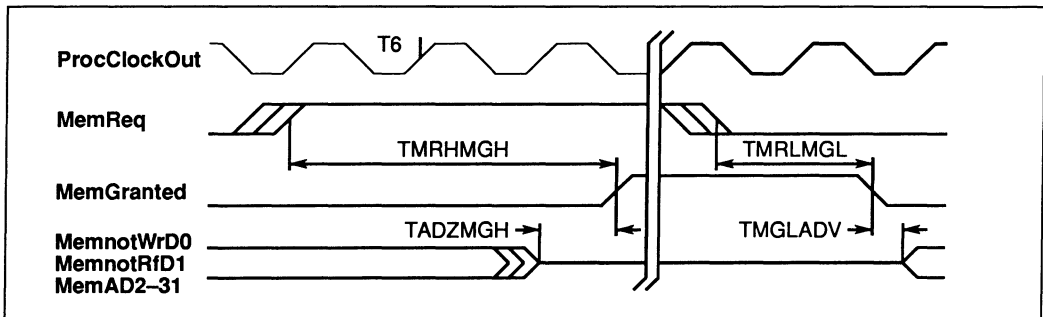 T6
ProcClockOut
MemReq
TMRHMGH
TMRLMGL
MemGranted
TADZMGH
TMGLADV
MemnotWrD0
MemnotRfD1
MemAD2–31